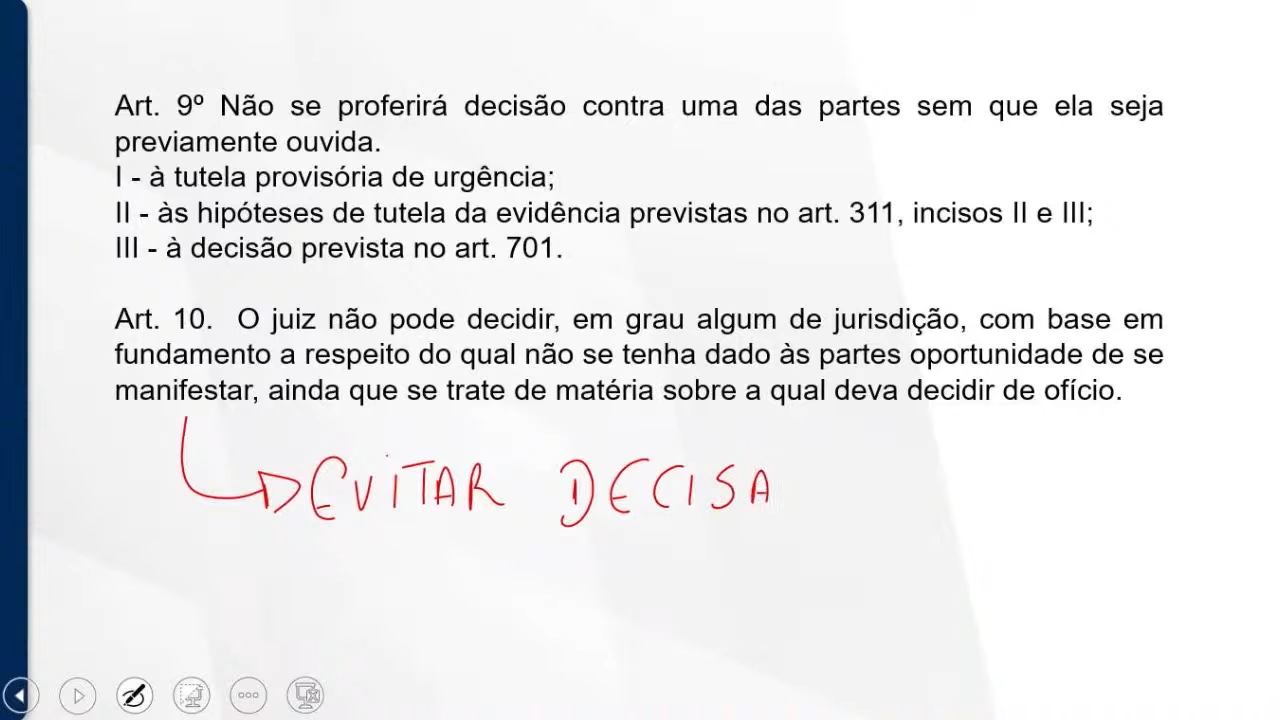 Art. 9º Não se proferirá decisão contra uma das partes sem que ela seja
previamente ouvida.
I - à tutela provisória de urgência;
II - às hipóteses de tutela da evidência previstas no art. 311, incisos II e III;
III - à decisão prevista no art. 701.
Art. 10. O juiz não pode decidir, em grau algum de jurisdição, com base em
fundamento a respeito do qual não se tenha dado às partes oportunidade de se
manifestar, ainda que se trate de matéria sobre a qual deva decidir de ofício.
EVITAR DECISA